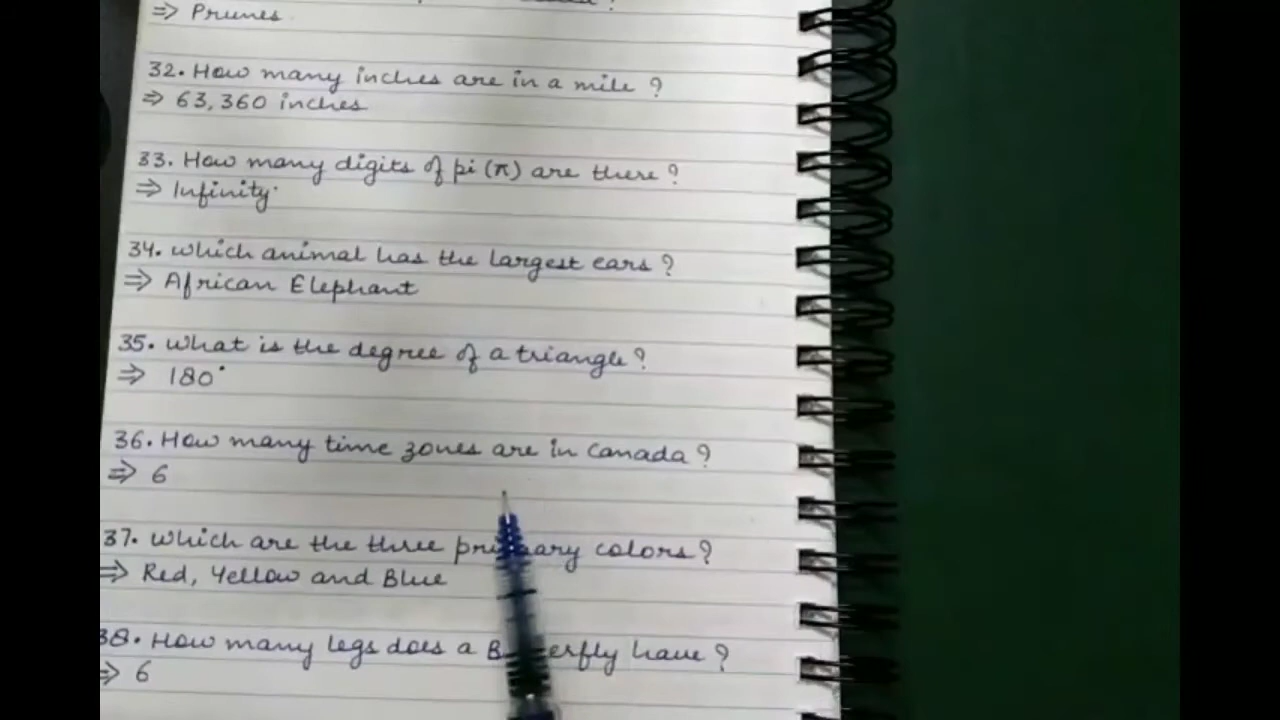 ⇒ Prunes
32. How many inches are in a mile ?
⇒ 63,360 inches
33. How many digits of pi (π) are there ?
⇒ Infinity.
34. Which animal has the largest ears ?
⇒ African Elephant
35. What is the degree of a triangle ?
⇒ 180°
36. How many time zones are in Canada ?
⇒ 6
37. Which are the three primary colors ?
⇒ Red, Yellow and Blue
38. How many legs does a Butterfly have ?
⇒ 6